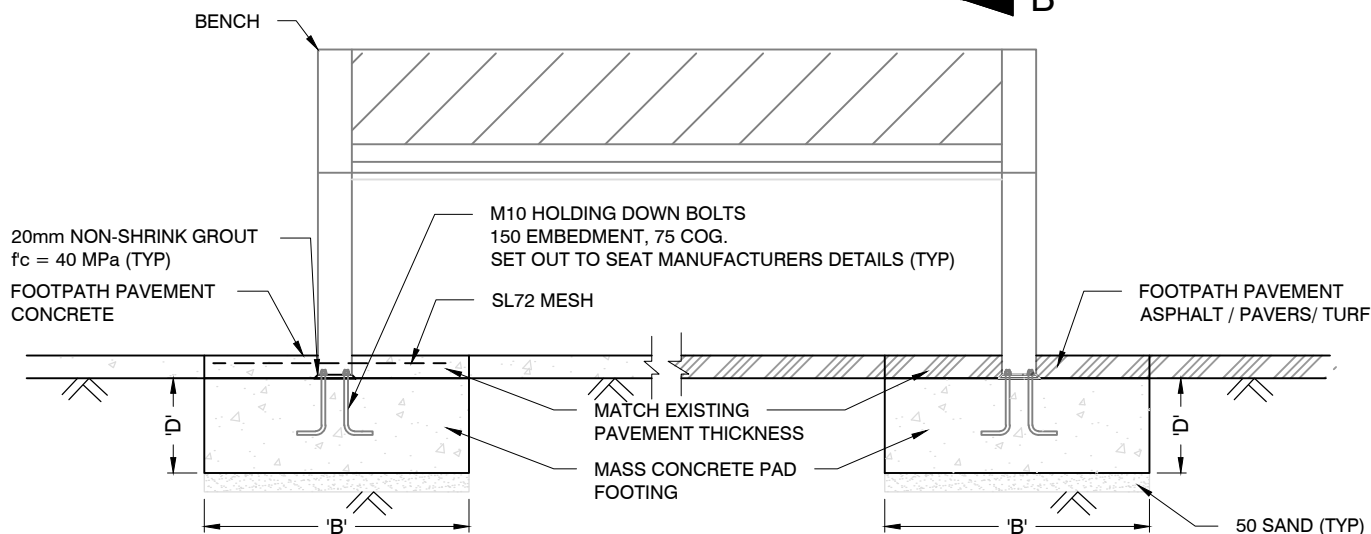 B
BENCH
20mm NON-SHRINK GROUT
f'c = 40 MPa (TYP)
FOOTPATH PAVEMENT
CONCRETE
M10 HOLDING DOWN BOLTS
150 EMBEDMENT, 75 COG.
SET OUT TO SEAT MANUFACTURERS DETAILS (TYP)
SL72 MESH
FOOTPATH PAVEMENT
ASPHALT / PAVERS/ TURF
MATCH EXISTING
PAVEMENT THICKNESS
MASS CONCRETE PAD
FOOTING
'D'
'D'
'B'
'B'
50 SAND (TYP)